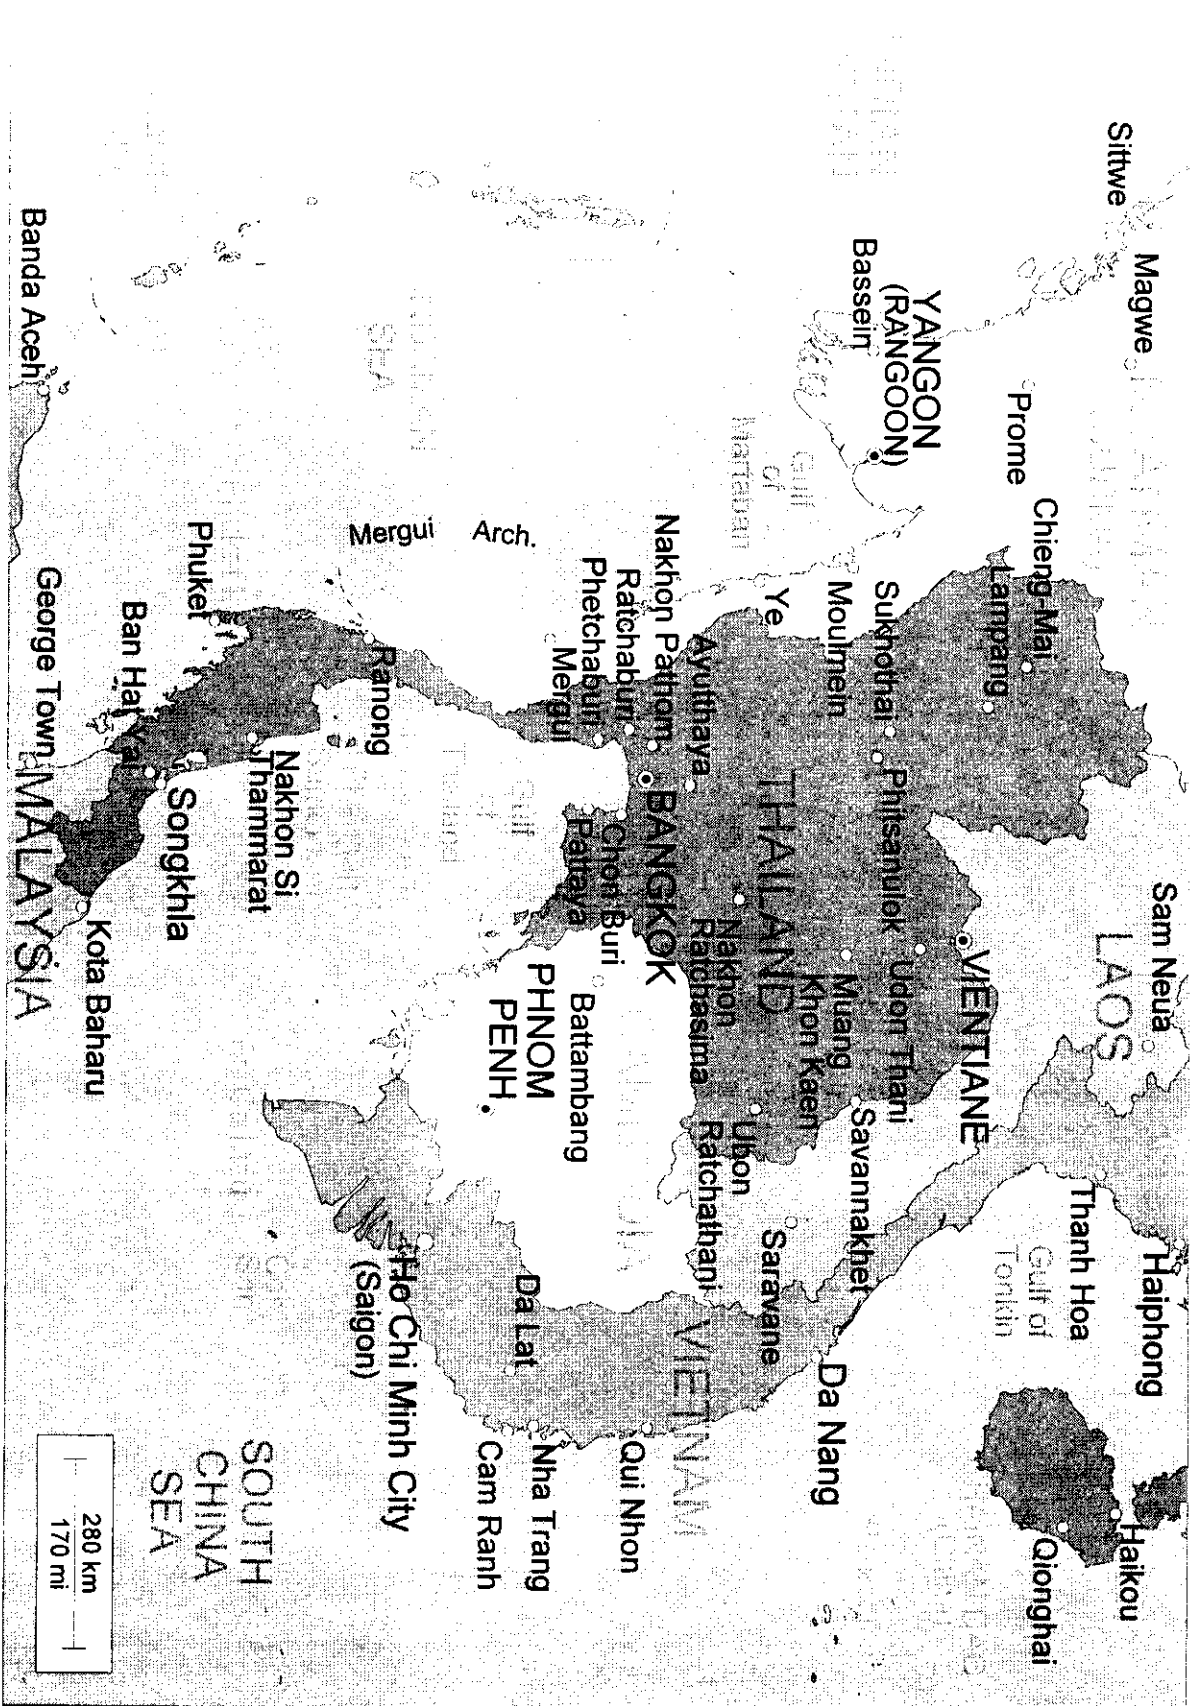 Sittwe
Magwe
Prome
YANGON
(RANGOON)
Bassein
Gulf
of
Martaban
Chieng-Mai
Lampang
Sukhothai
Moulmein
Ye
Phitsanulok
Sam Neua
LAOS
VIENTIANE
Udon Thani
Muang
Khon Kaen
THAILAND
Nakhon
Ratchasima
Ayutthaya
Nakhon Pathom
Ratchaburi
Phetchaburi
Mergui
BANGKOK
Chon Buri
Pattaya
Mergui Arch.
Ranong
Phuket
Nakhon Si
Thammarat
Songkhla
Ban Hat Yai
George Town
MALAYSIA
Kota Baharu
Banda Aceh
SEA
Gulf
Battambang
PHNOM
PENH
Ubon
Ratchathani
Savannakhet
Saravane
Thanh Hoa
Haiphong
Gulf of
Tonkin
Haikou
Qionghai
Da Nang
VIETNAM
Qui Nhon
Nha Trang
Cam Ranh
Da Lat
Ho Chi Minh City
(Saigon)
SOUTH
CHINA
SEA
280 km
170 mi